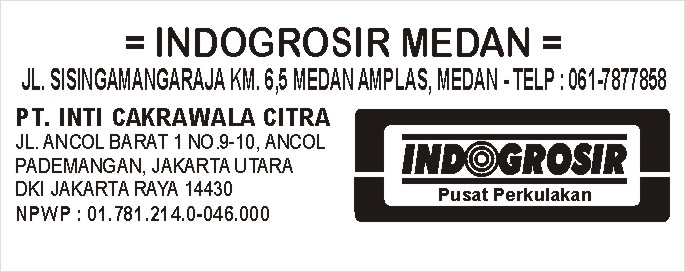 = INDOGROSIR MEDAN =
JL. SISINGAMANGARAJA KM. 6,5 MEDAN AMPLAS, MEDAN - TELP : 061-7877858
PT. INTI CAKRAWALA CITRA
JL. ANCOL BARAT 1 NO.9-10, ANCOL
PADEMANGAN, JAKARTA UTARA
DKI JAKARTA RAYA 14430
NPWP : 01.781.214.0-046.000
INDOGROSIR
Pusat Perkulakan